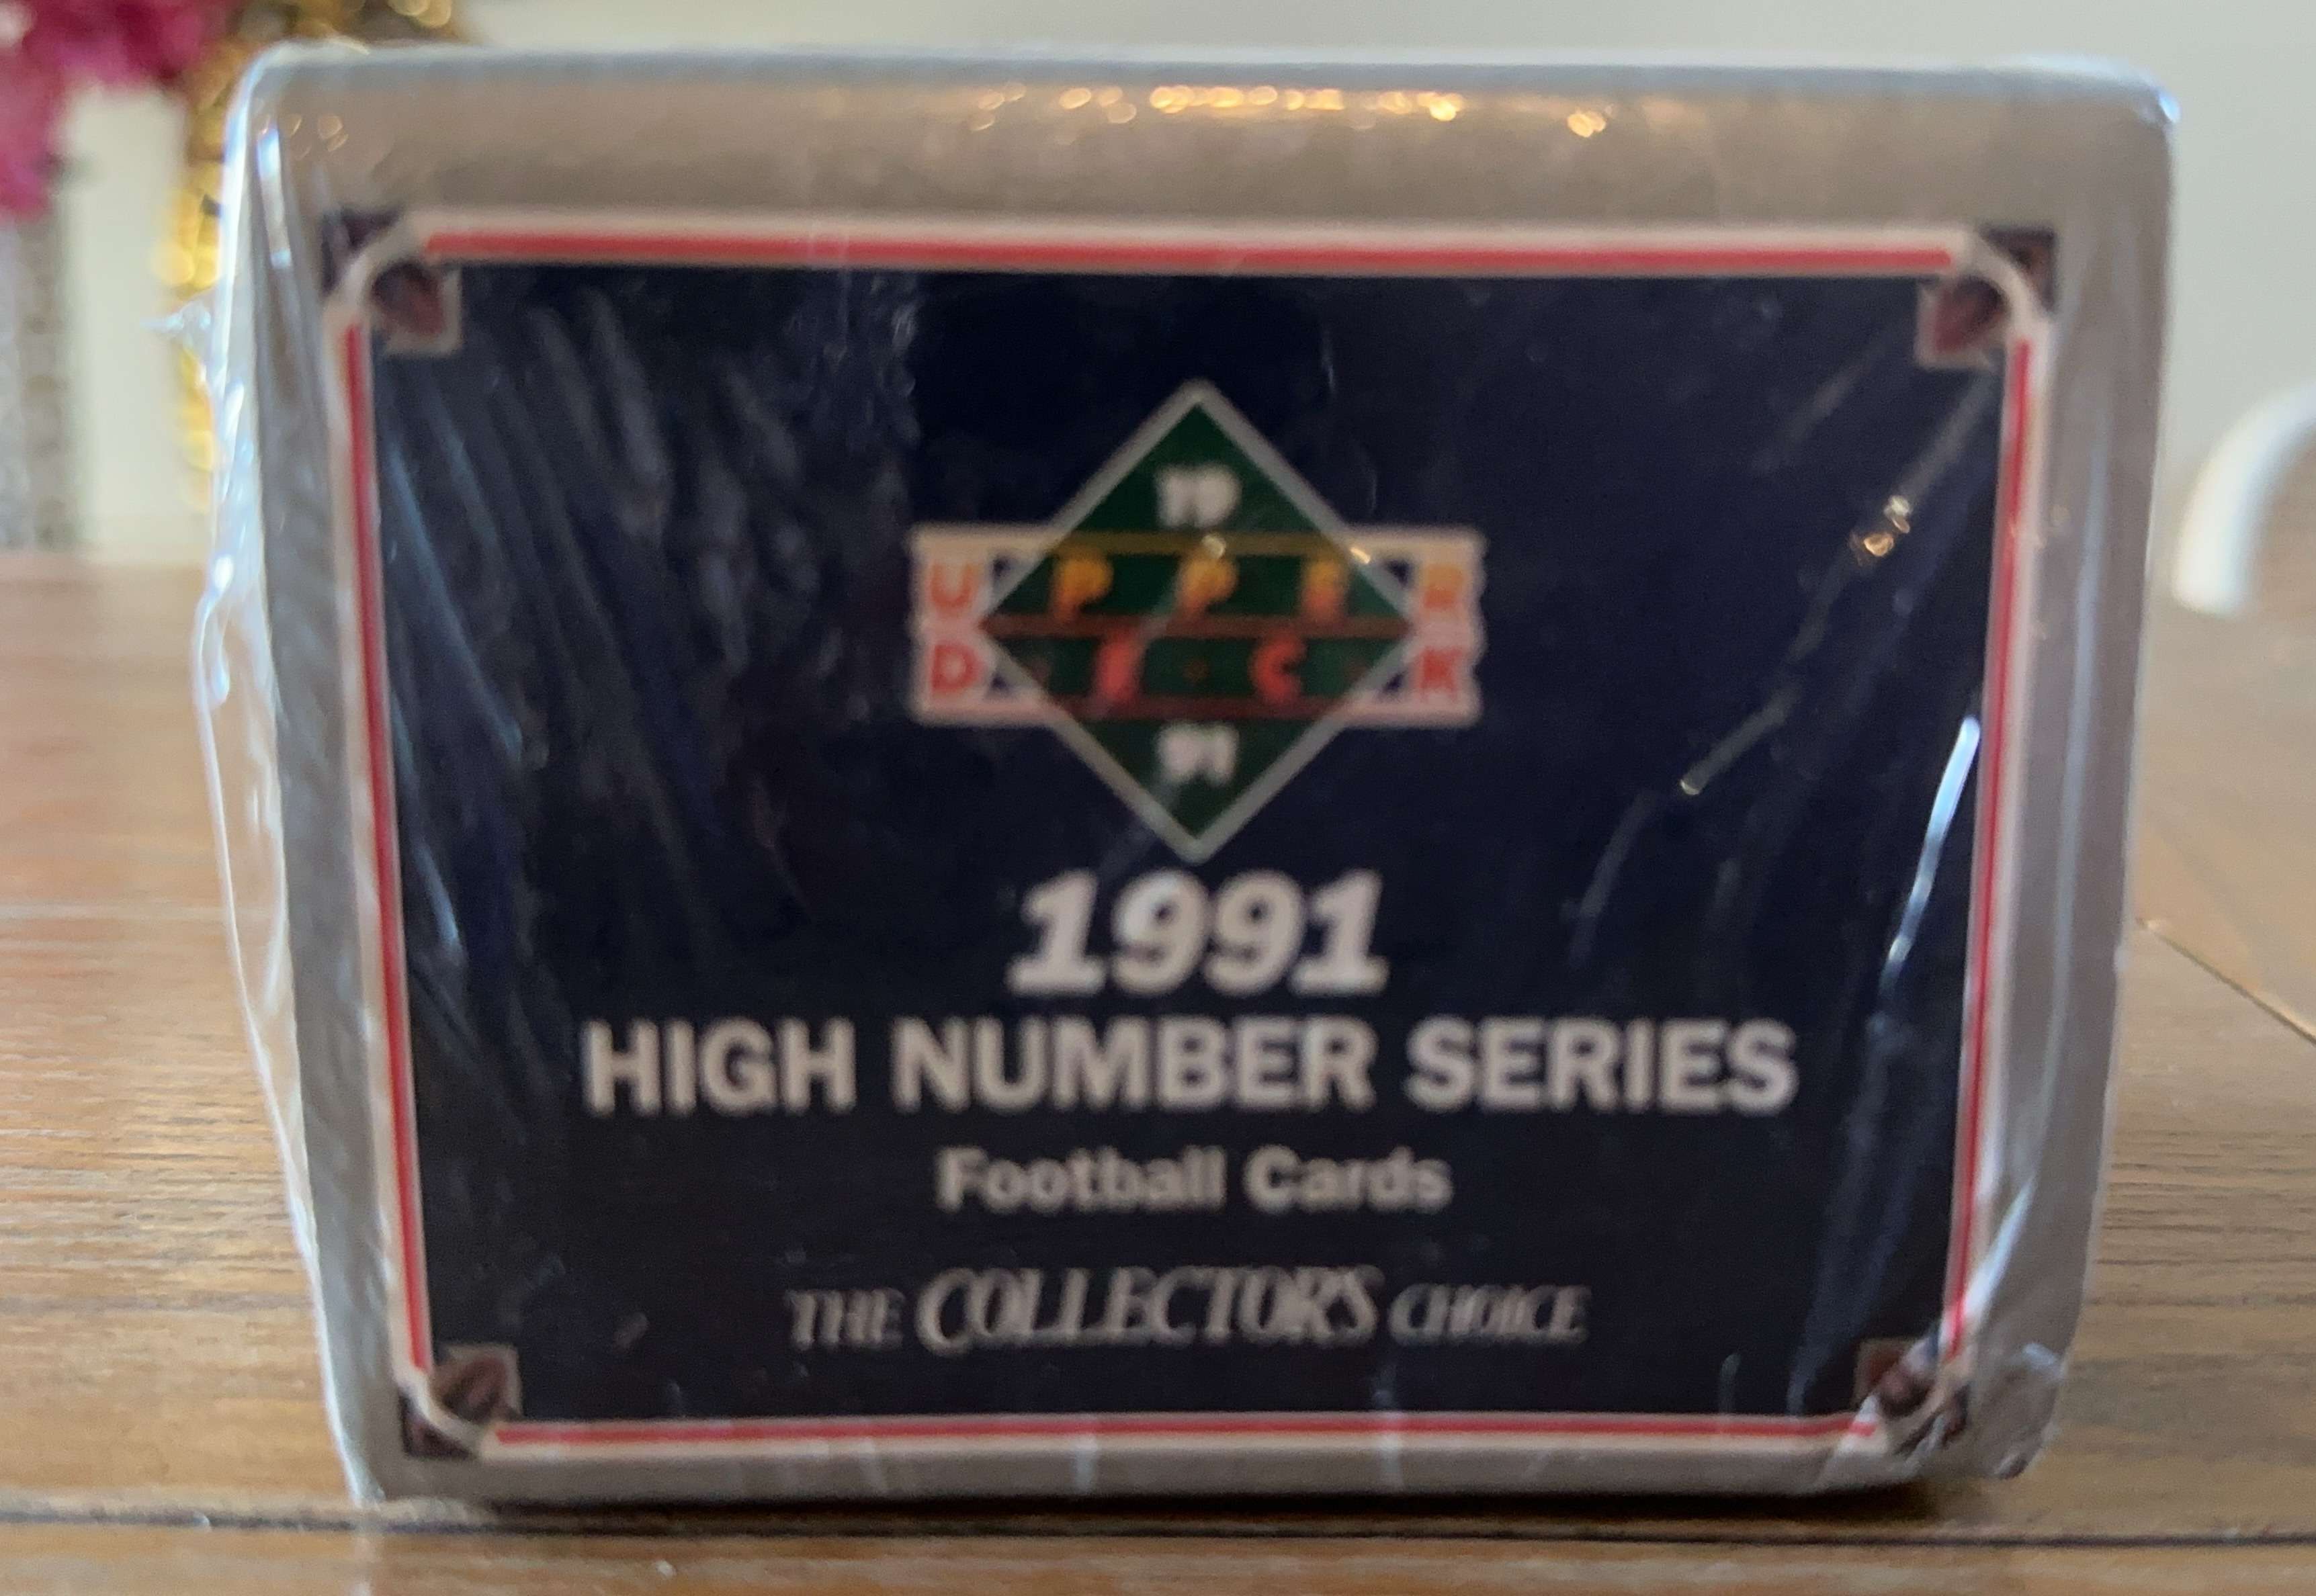 19
UPPER
DECK
91
1991
HIGH NUMBER SERIES
Football Cards
THE COLLECTOR'S CHOICE